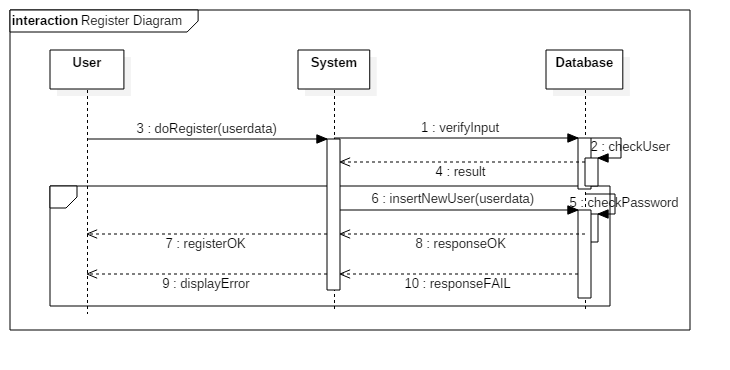 interaction Register Diagram
User
System
Database
3 : doRegister(userdata)
1 : verifyInput
2 : checkUser
4 : result
6 : insertNewUser(userdata)
5 : checkPassword
7 : registerOK
8 : responseOK
9 : displayError
10 : responseFAIL